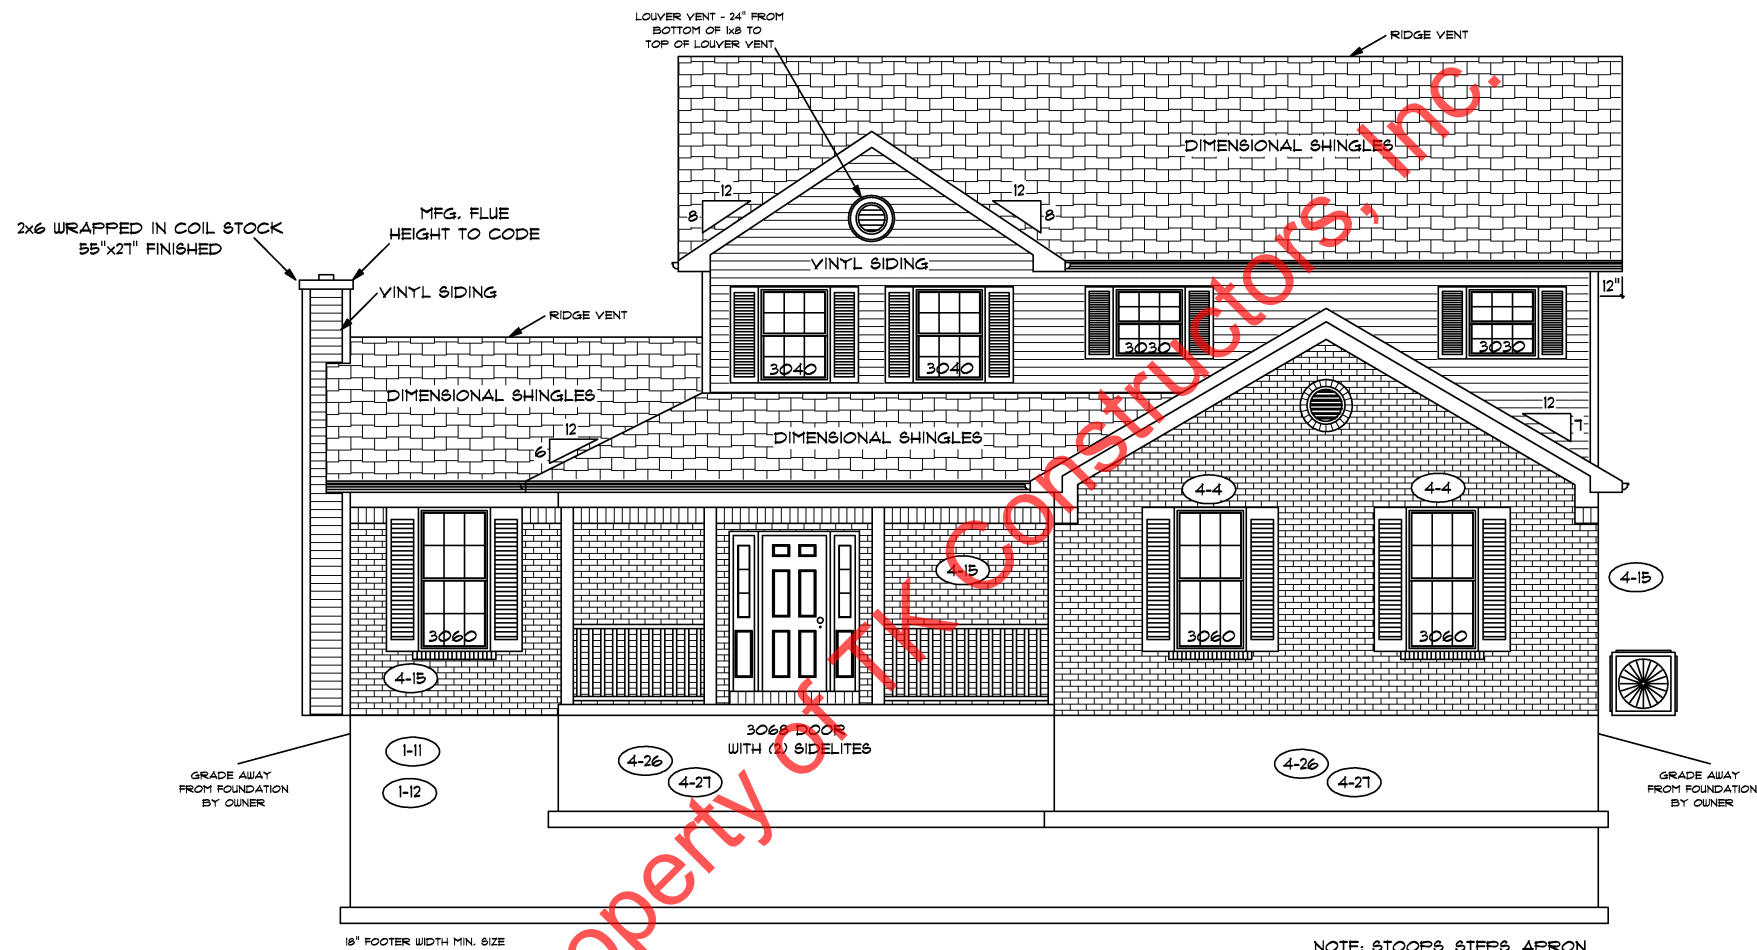 LOUVER VENT - 24" FROM
BOTTOM OF 1x8 TO
TOP OF LOUVER VENT
RIDGE VENT
DIMENSIONAL SHINGLES
12
8
12
8
2x6 WRAPPED IN COIL STOCK
55"x27" FINISHED
MFG. FLUE
HEIGHT TO CODE
VINYL SIDING
VINYL SIDING
RIDGE VENT
12"
3040
3040
3030
3030
DIMENSIONAL SHINGLES
12
6
DIMENSIONAL SHINGLES
12
7
4-4
4-4
4-15
4-15
3060
3060
3060
4-15
3068 DOOR
WITH (2) SIDELITES
1-11
1-12
4-26
4-27
4-26
4-27
GRADE AWAY
FROM FOUNDATION
BY OWNER
GRADE AWAY
FROM FOUNDATION
BY OWNER
18" FOOTER WIDTH MIN. SIZE
NOTE: STOOPS, STEPS, APRON
operty of TK Constructors, Inc.